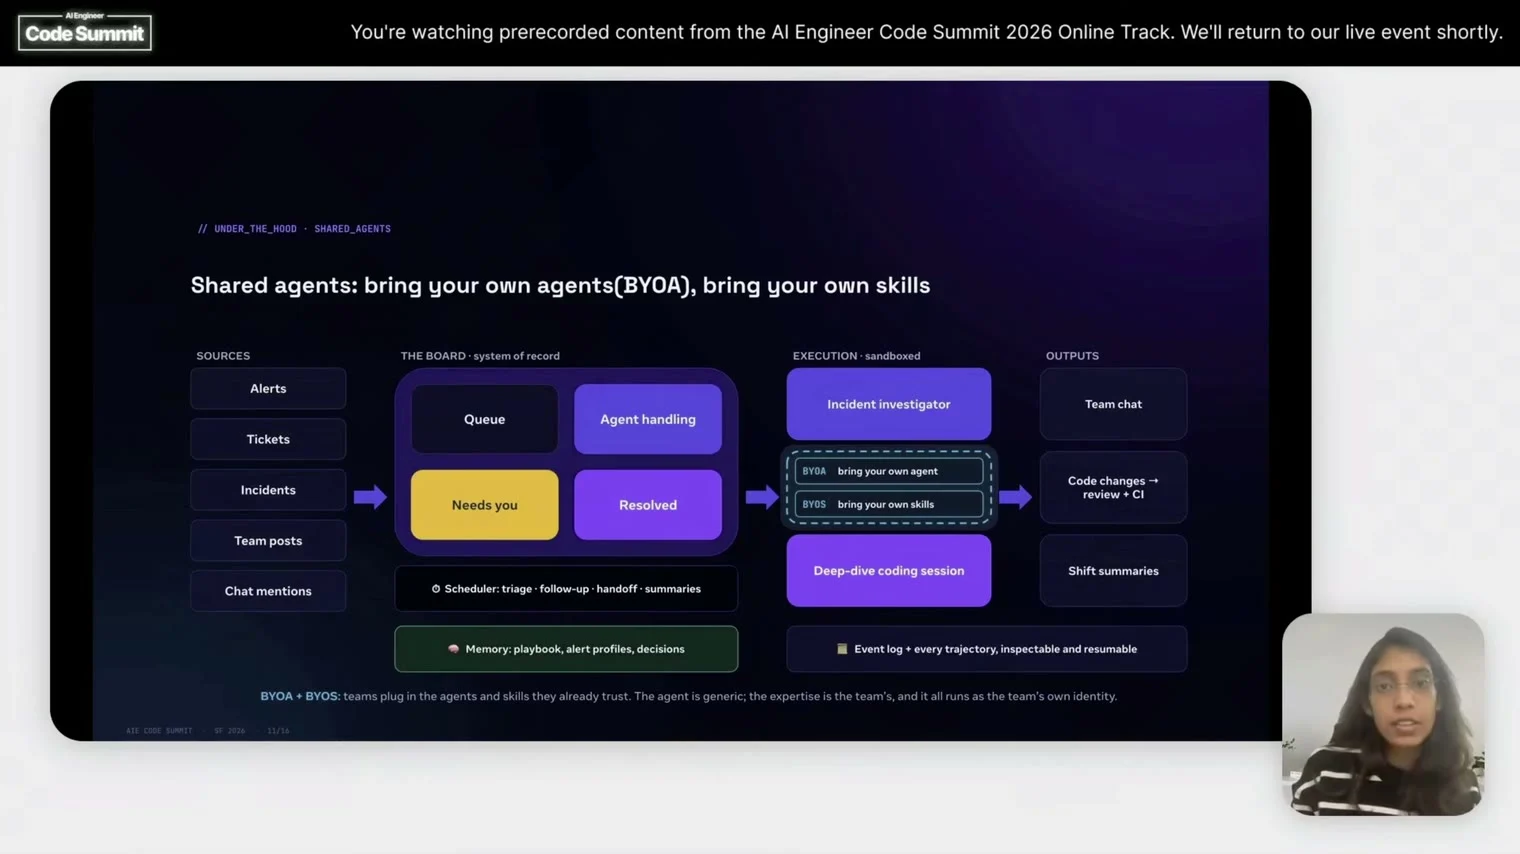 AI Engineer
Code Summit
You're watching prerecorded content from the AI Engineer Code Summit 2026 Online Track. We'll return to our live event shortly.
// UNDER_THE_HOOD · SHARED_AGENTS
Shared agents: bring your own agents(BYOA), bring your own skills
SOURCES
Alerts
Tickets
Incidents
Team posts
Chat mentions
THE BOARD · system of record
Queue
Agent handling
Needs you
Resolved
Scheduler: triage · follow-up · handoff · summaries
Memory: playbook, alert profiles, decisions
EXECUTION · sandboxed
Incident investigator
BYOA bring your own agent
BYOS bring your own skills
Deep-dive coding session
OUTPUTS
Team chat
Code changes →
review + CI
Shift summaries
Event log + every trajectory, inspectable and resumable
BYOA + BYOS: teams plug in the agents and skills they already trust. The agent is generic; the expertise is the team's, and it all runs as the team's own identity.
AIE CODE SUMMIT · SF 2026 · 11/16